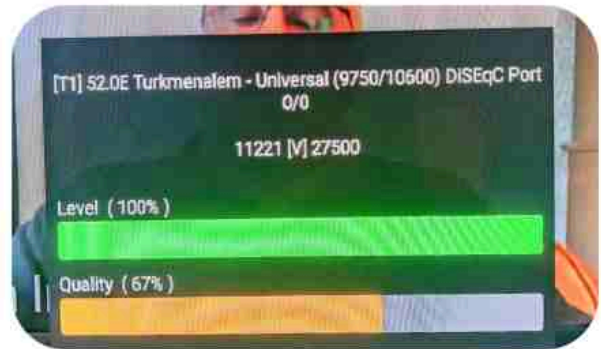 [T1] 52.0E Turkmenalem - Universal (9750/10600) DiSEqC Port
0/0
11221 [V] 27500
Level ( 100% )
Quality ( 67% )